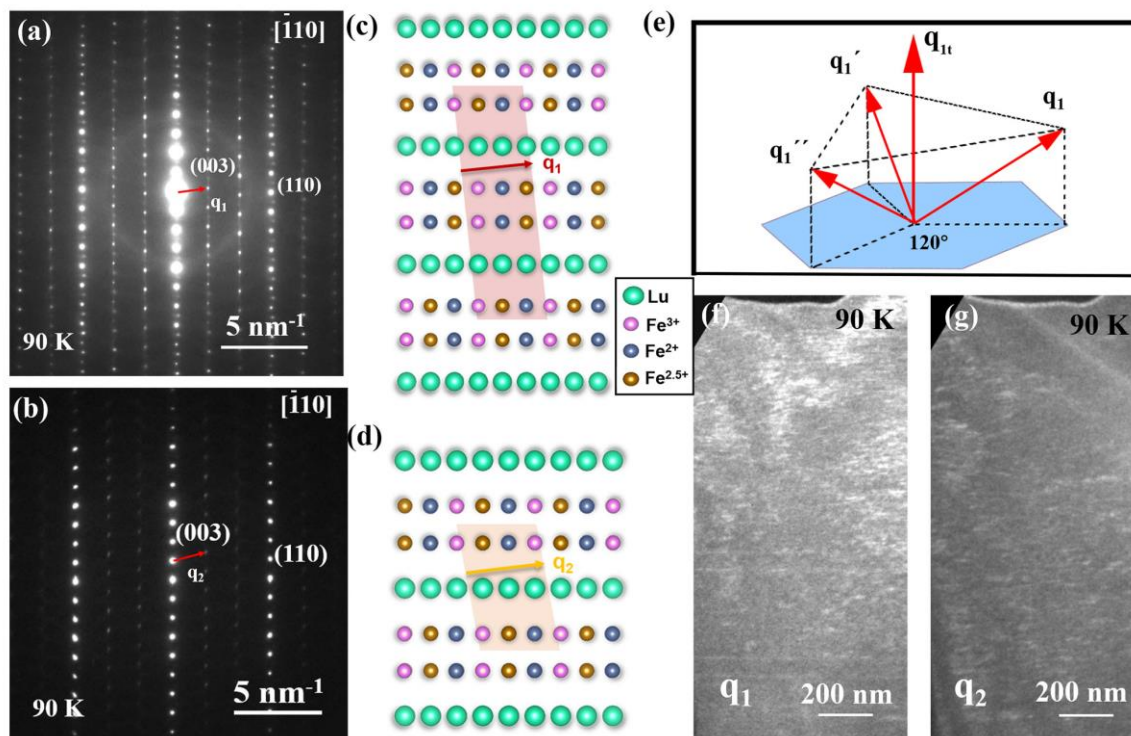 (a)
[1̄10]
(003)
q₁
(110)
90 K
5 nm⁻¹
(b)
[1̄10]
(003)
q₂
(110)
90 K
5 nm⁻¹
(c)
q₁
Lu
Fe³⁺
Fe²⁺
Fe²·⁵⁺
(d)
q₂
(e)
q₁ₜ
q₁′
q₁
q₁′′
120°
(f)
90 K
q₁
200 nm
(g)
90 K
q₂
200 nm